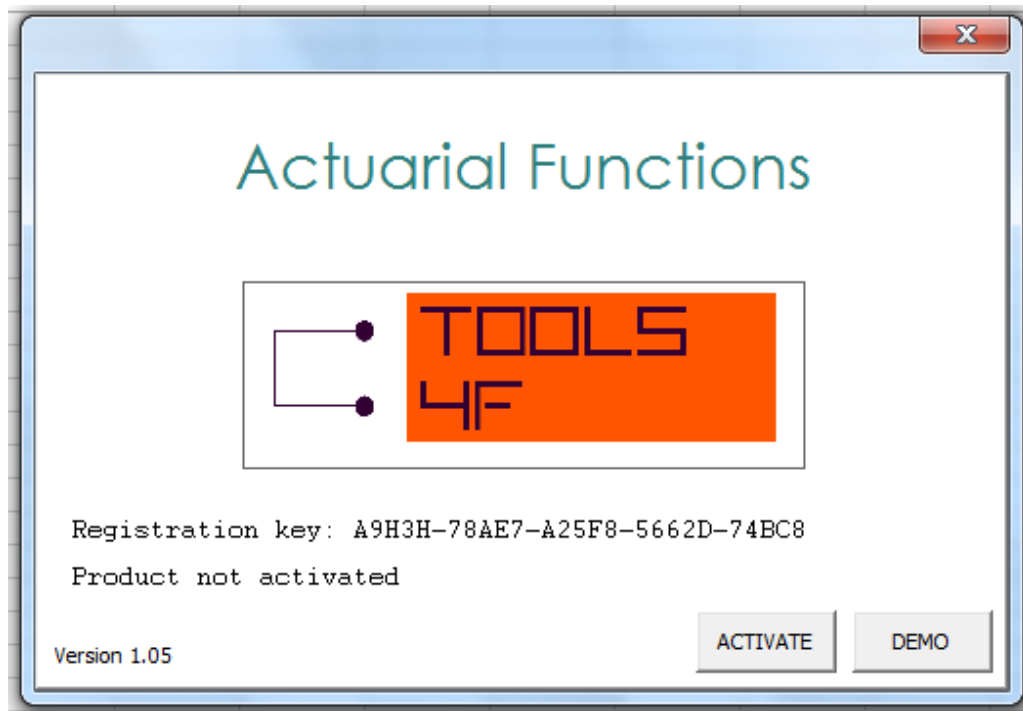 X
Actuarial Functions
TOOLS
4F
Registration key: A9H3H-78AE7-A25F8-5662D-74BC8
Product not activated
Version 1.05
ACTIVATE
DEMO